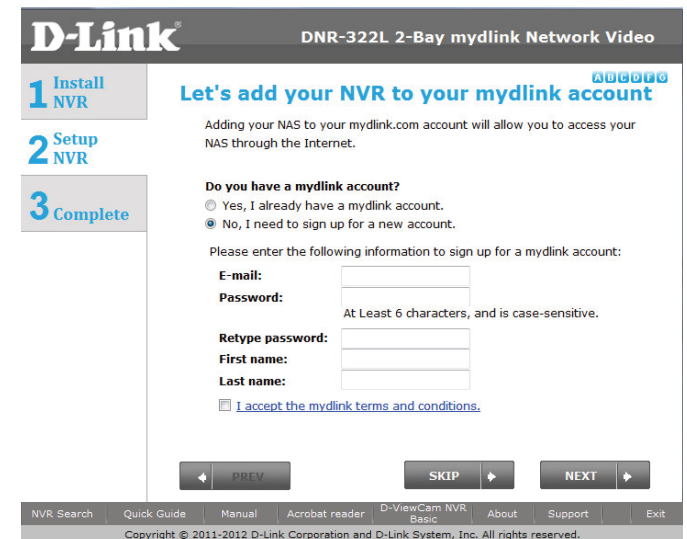 D-Link®
DNR-322L 2-Bay mydlink Network Video
1 Install NVR
2 Setup NVR
3 Complete
A B C D E G
Let's add your NVR to your mydlink account
Adding your NAS to your mydlink.com account will allow you to access your
NAS through the Internet.
Do you have a mydlink account?
Yes, I already have a mydlink account.
No, I need to sign up for a new account.
Please enter the following information to sign up for a mydlink account:
E-mail:
Password:
At Least 6 characters, and is case-sensitive.
Retype password:
First name:
Last name:
I accept the mydlink terms and conditions.
PREV
SKIP
NEXT
NVR Search Quick Guide Manual Acrobat reader D-ViewCam NVR Basic About Support Exit
Copyright © 2011-2012 D-Link Corporation and D-Link System, Inc. All rights reserved.